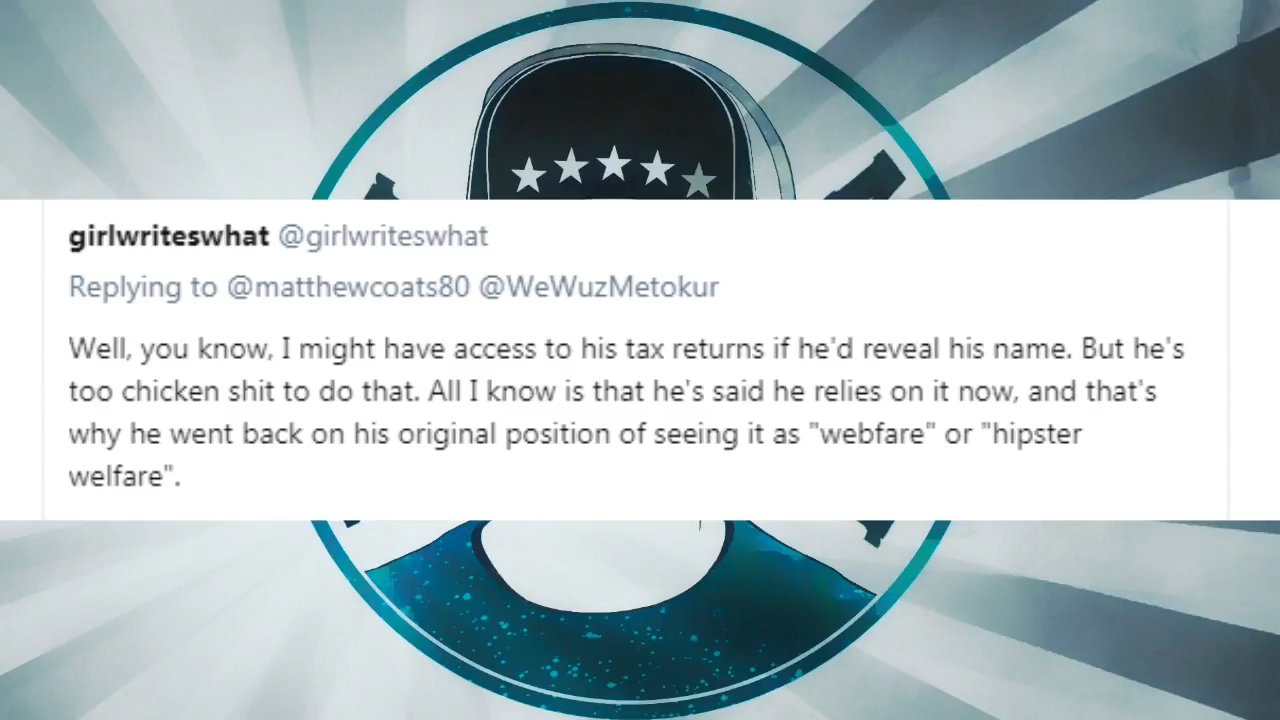 girlwriteswhat @girlwriteswhat
Replying to @matthewcoats80 @WeWuzMetokur
Well, you know, I might have access to his tax returns if he'd reveal his name. But he's
too chicken shit to do that. All I know is that he's said he relies on it now, and that's
why he went back on his original position of seeing it as "webfare" or "hipster
welfare".